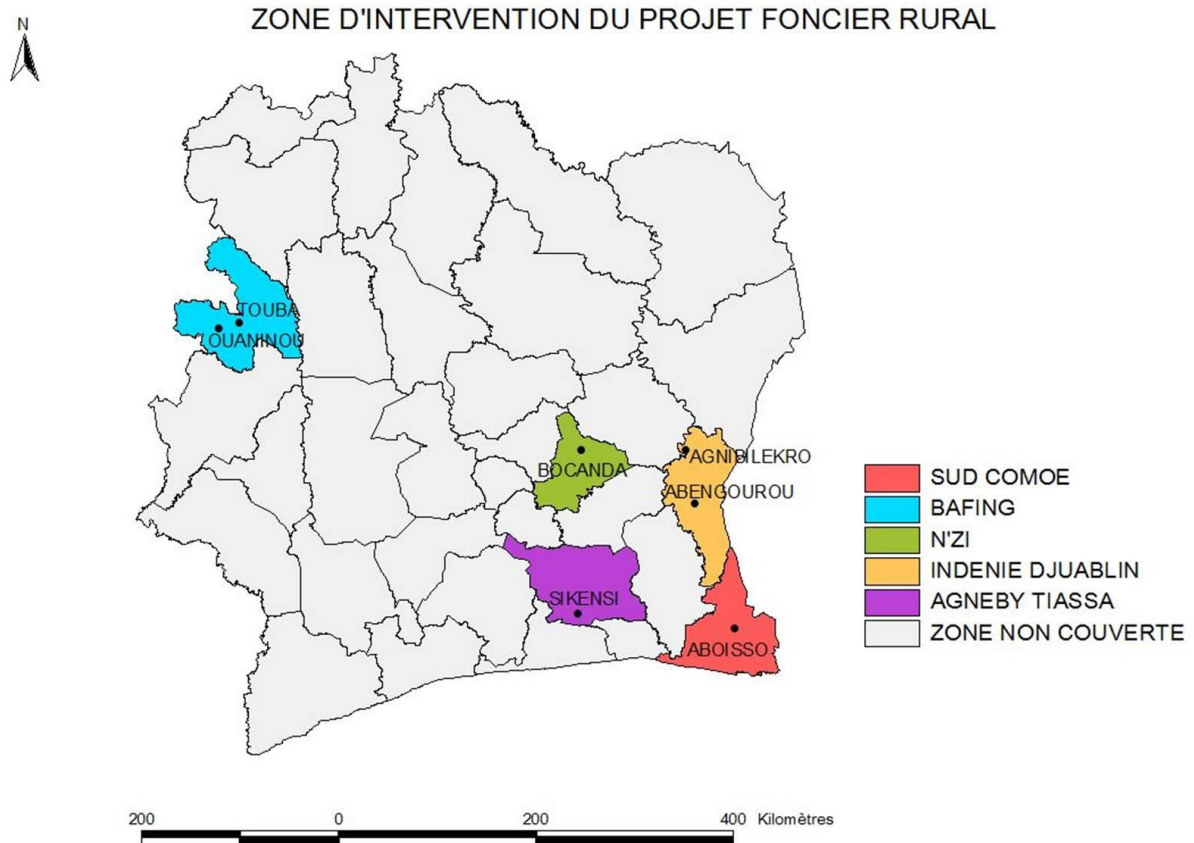 ZONE D'INTERVENTION DU PROJET FONCIER RURAL
N
TOUBA
OUANINOU
BOCANDA
AGNIBILEKRO
ABENGOUROU
SIKENSI
ABOISSO
SUD COMOE
BAFING
N'ZI
INDENIE DJUABLIN
AGNEBY TIASSA
ZONE NON COUVERTE
200 0 200 400 Kilomètres